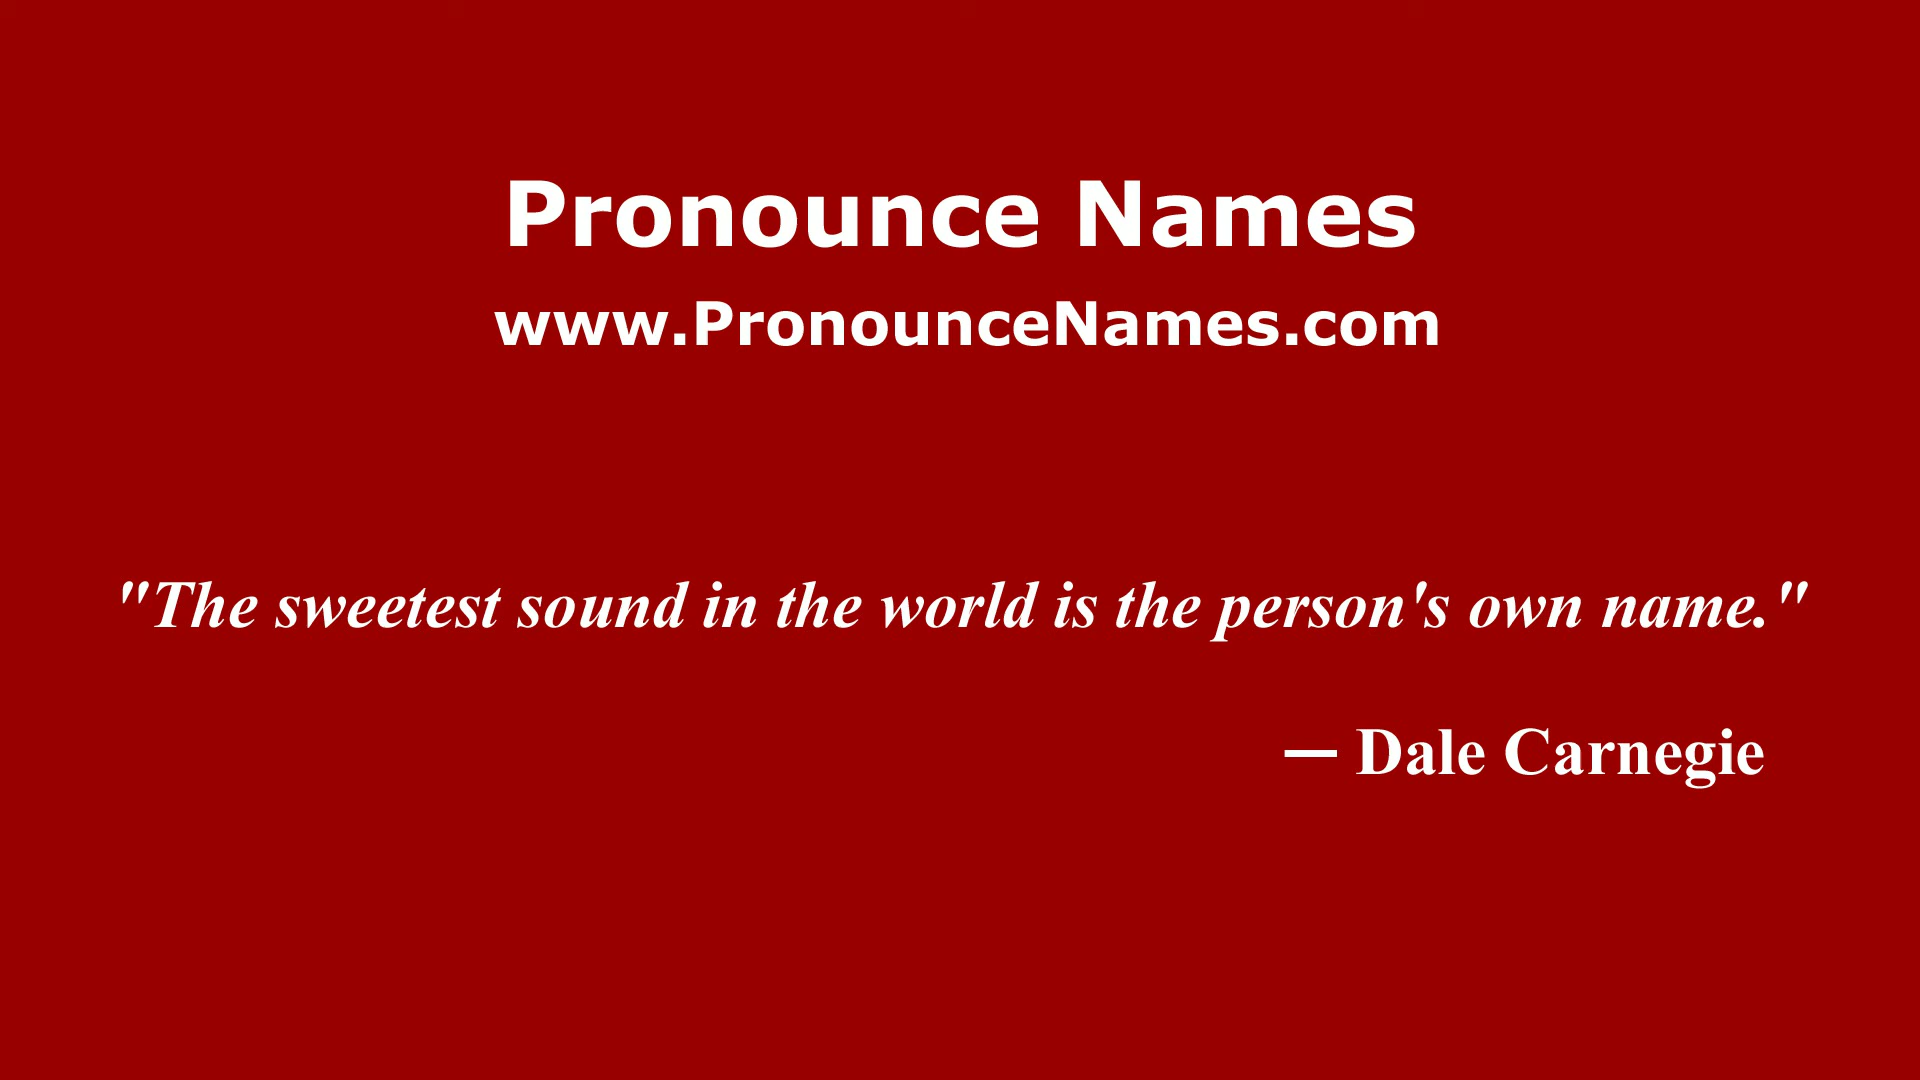 Pronounce Names
www.PronounceNames.com
"The sweetest sound in the world is the person's own name."
— Dale Carnegie